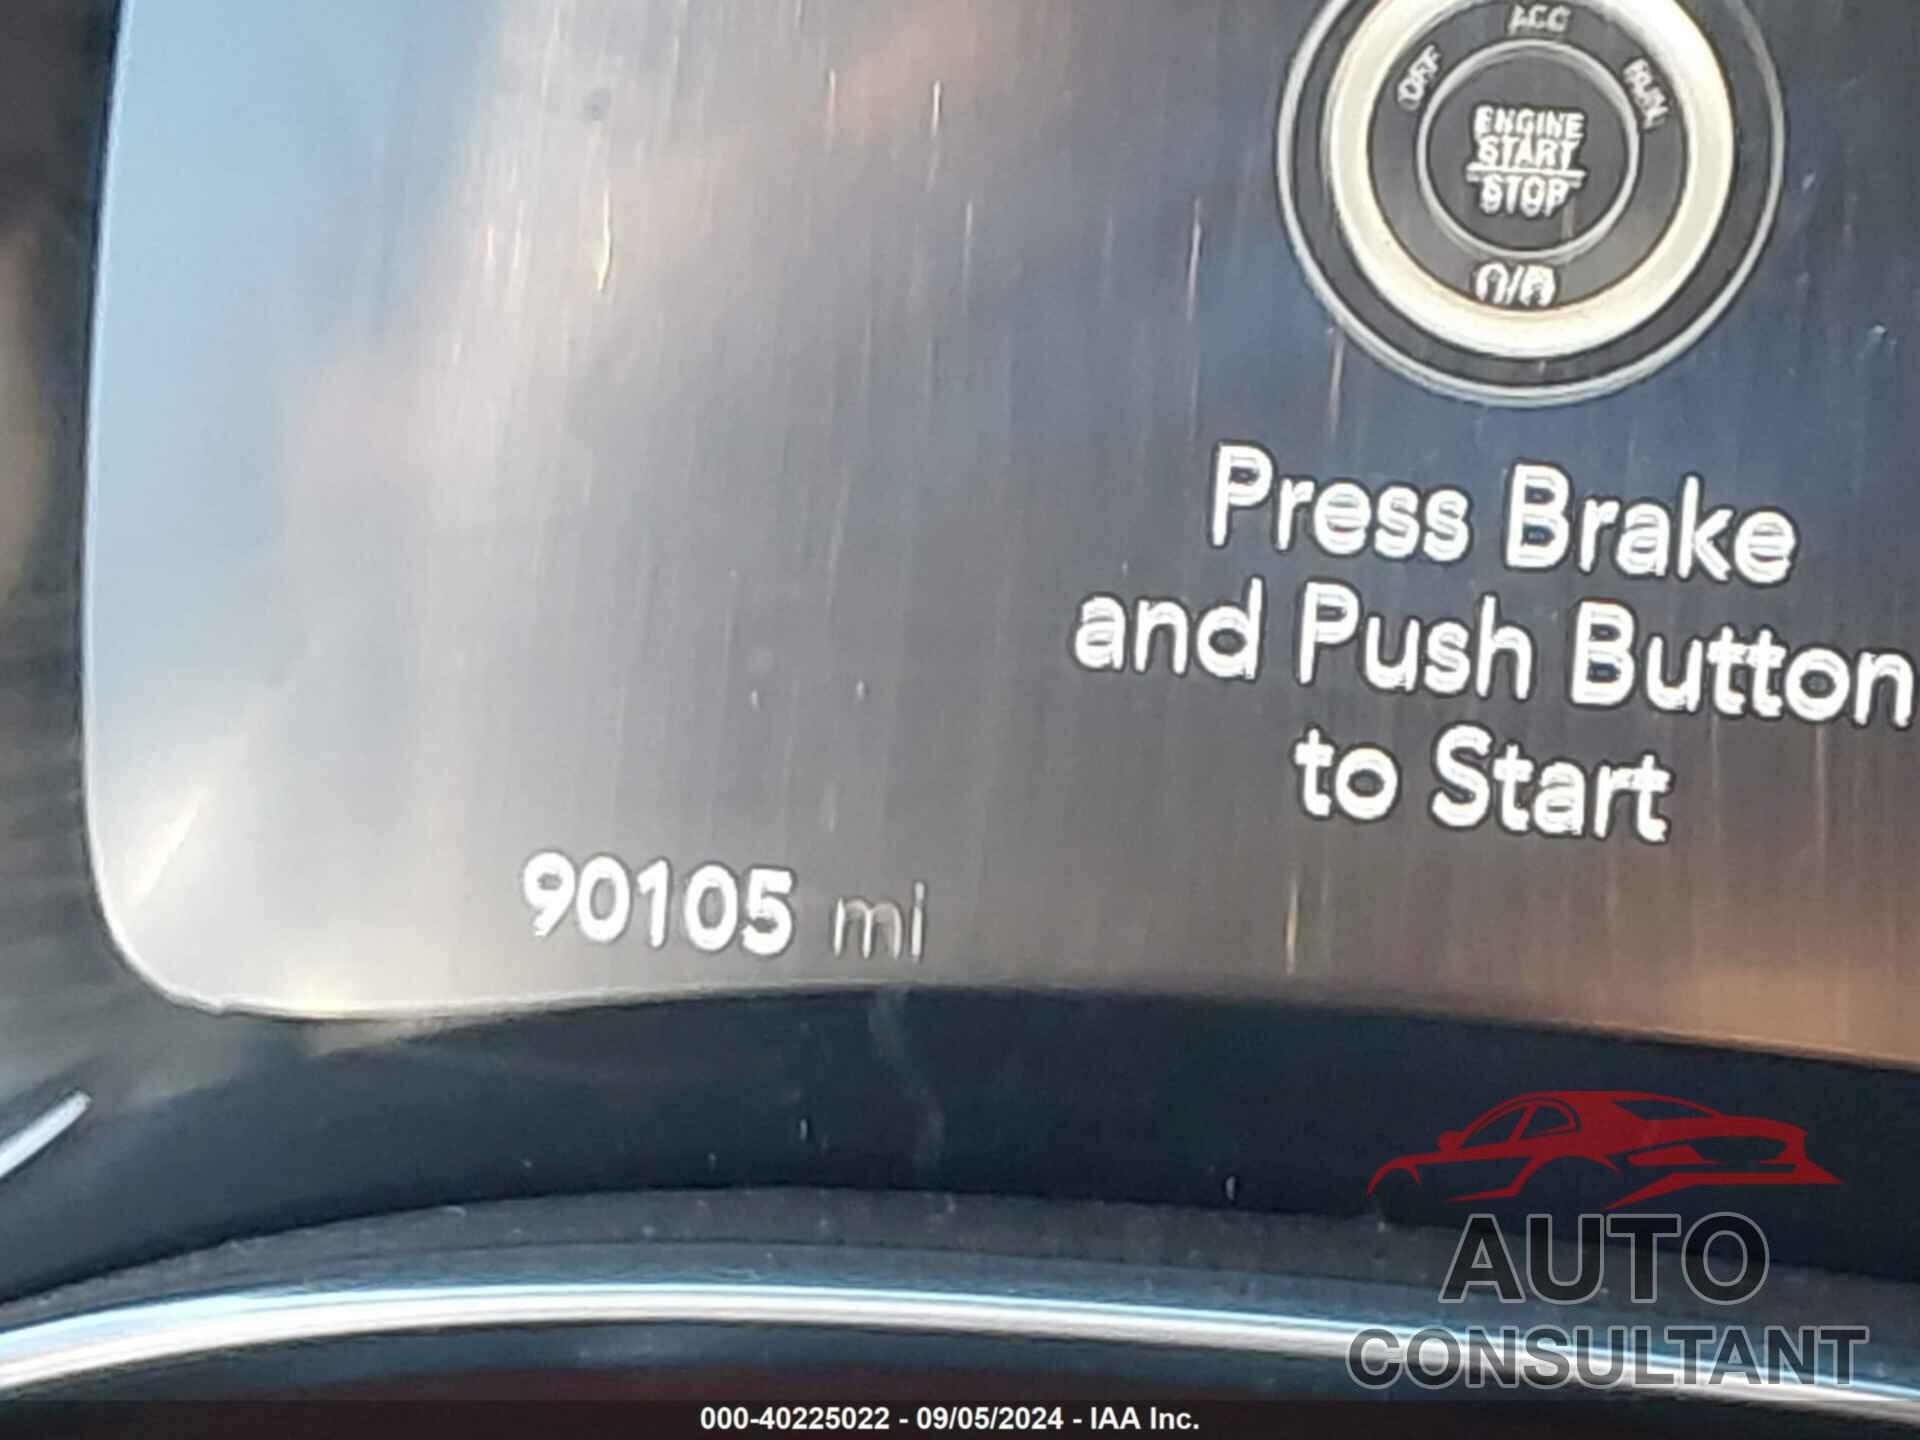 ACC
OFF
RUN
ENGINE
START
STOP
Press Brake
and Push Button
to Start
90105 mi
AUTO
CONSULTANT
000-40225022 - 09/05/2024 - IAA Inc.